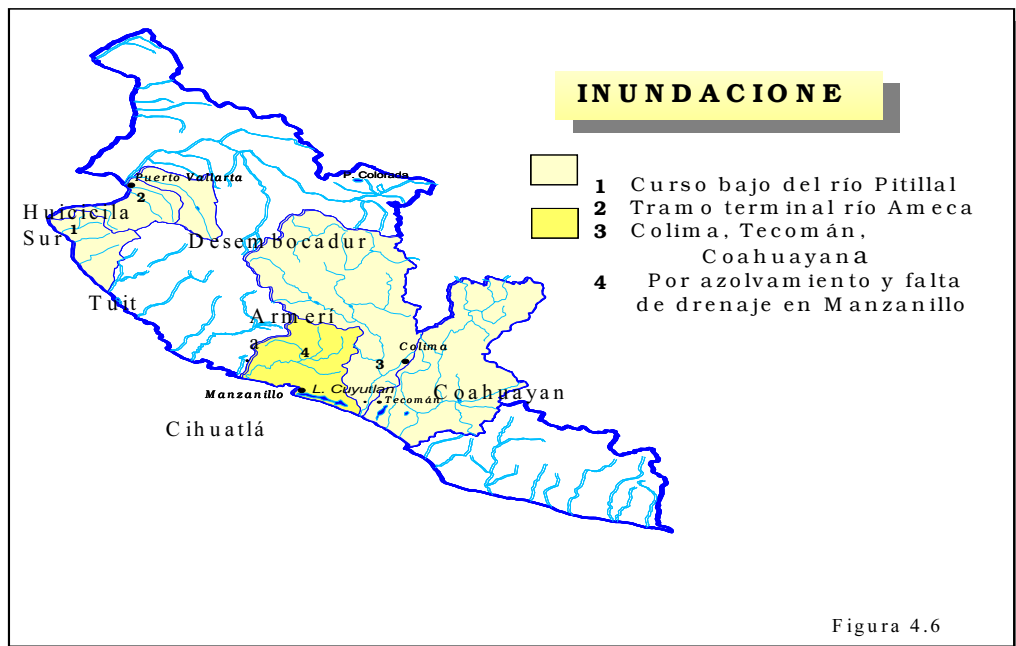 INUNDACIONE
1 Curso bajo del río Pitillal
2 Tramo terminal río Ameca
3 Colima, Tecomán,
Coahuayana
4 Por azolvamiento y falta
de drenaje en Manzanillo
Puerto Vallarta
P. Colorada
2
Huicicila
Sur
1
Desembocadur
Tuit
Armerí
a
4
3
Colima
Manzanillo
L. Cuyutlan
Tecomán
Coahuayan
Cihuatlá
Figura 4.6